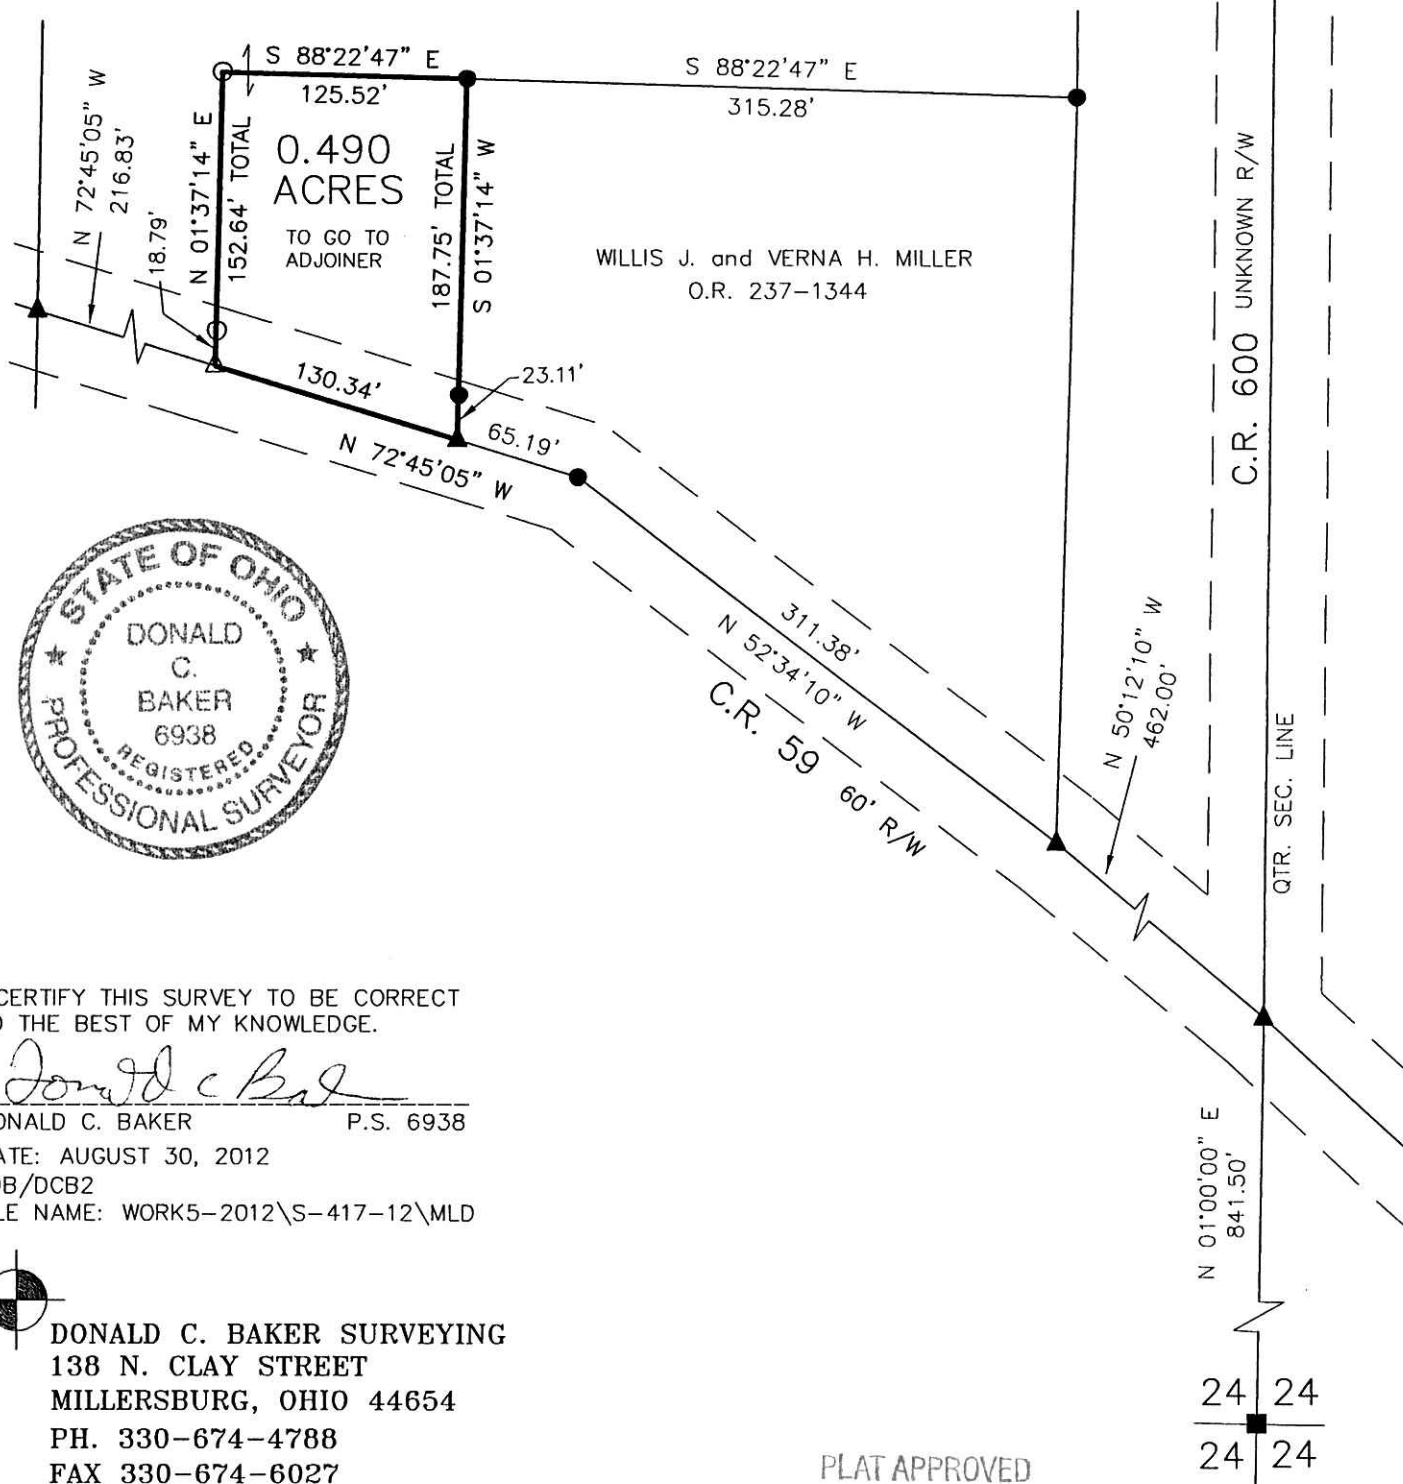 S 88°22'47" E
125.52'
S 88°22'47" E
315.28'
N 72°45'05" W
216.83'
18.79'
N 01°37'14" E
152.64' TOTAL
0.490
ACRES
TO GO TO
ADJOINER
187.75' TOTAL
S 01°37'14" W
WILLIS J. and VERNA H. MILLER
O.R. 237-1344
C.R. 600 UNKNOWN R/W
130.34'
23.11'
65.19'
N 72°45'05" W
STATE OF OHIO
DONALD
C.
BAKER
6938
REGISTERED
PROFESSIONAL SURVEYOR
311.38'
N 52°34'10" W
C.R. 59 60' R/W
N 50°12'10" W
462.00'
QTR. SEC. LINE
CERTIFY THIS SURVEY TO BE CORRECT
O THE BEST OF MY KNOWLEDGE.
Donald C Baker
ONALD C. BAKER P.S. 6938
ATE: AUGUST 30, 2012
OB/DCB2
LE NAME: WORK5-2012\S-417-12\MLD
N 01°00'00" E
841.50'
DONALD C. BAKER SURVEYING
138 N. CLAY STREET
MILLERSBURG, OHIO 44654
PH. 330-674-4788
FAX 330-674-6027
24 24
24 24
PLAT APPROVED